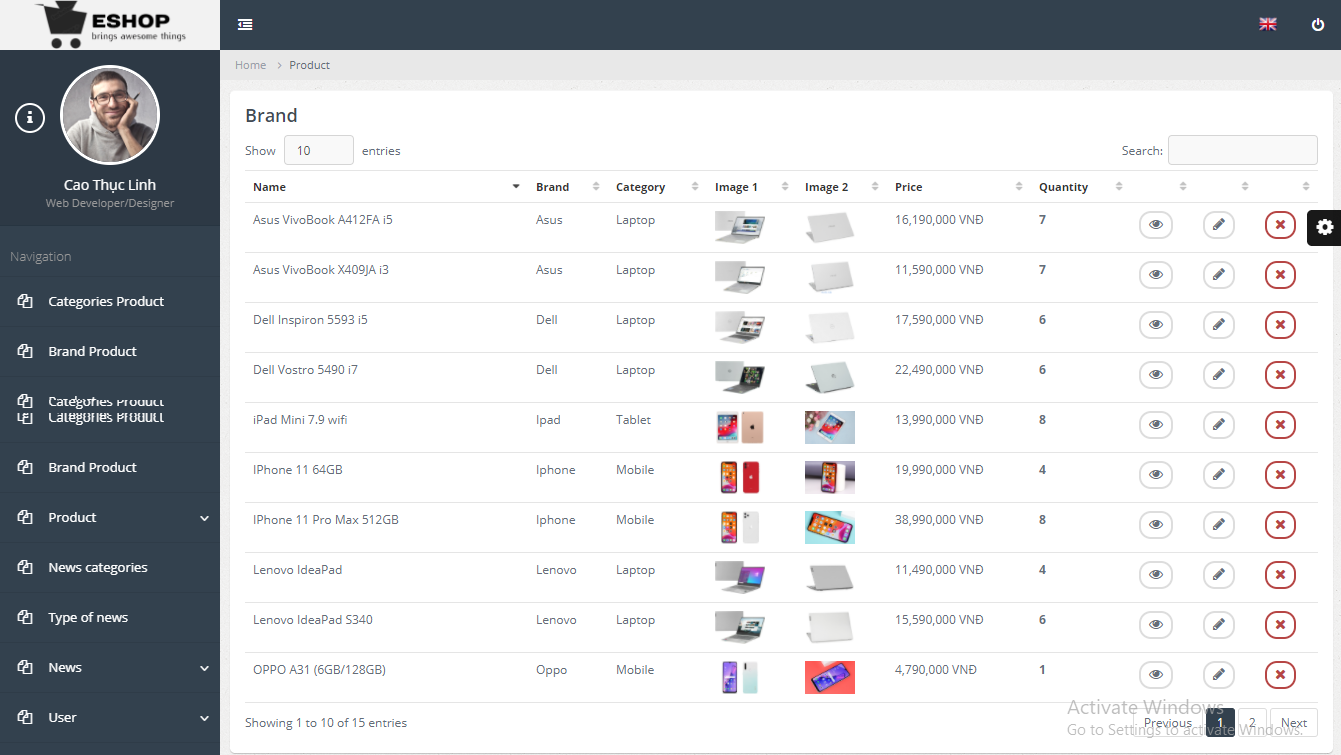 ESHOP
brings awesome things
Cao Thục Linh
Web Developer/Designer
Navigation
Categories Product
Brand Product
Categories Product
Categories Product
Brand Product
Product
News categories
Type of news
News
User
Home > Product
Brand
Show 10 entries
Search:
Name Brand Category Image 1 Image 2 Price Quantity
Asus VivoBook A412FA i5 Asus Laptop 16,190,000 VNĐ 7
Asus VivoBook X409JA i3 Asus Laptop 11,590,000 VNĐ 7
Dell Inspiron 5593 i5 Dell Laptop 17,590,000 VNĐ 6
Dell Vostro 5490 i7 Dell Laptop 22,490,000 VNĐ 6
iPad Mini 7.9 wifi Ipad Tablet 13,990,000 VNĐ 8
IPhone 11 64GB Iphone Mobile 19,990,000 VNĐ 4
IPhone 11 Pro Max 512GB Iphone Mobile 38,990,000 VNĐ 8
Lenovo IdeaPad Lenovo Laptop 11,490,000 VNĐ 4
Lenovo IdeaPad S340 Lenovo Laptop 15,590,000 VNĐ 6
OPPO A31 (6GB/128GB) Oppo Mobile 4,790,000 VNĐ 1
Showing 1 to 10 of 15 entries
Previous 1 2 Next
Activate Windows
Go to Settings to activate Windows.